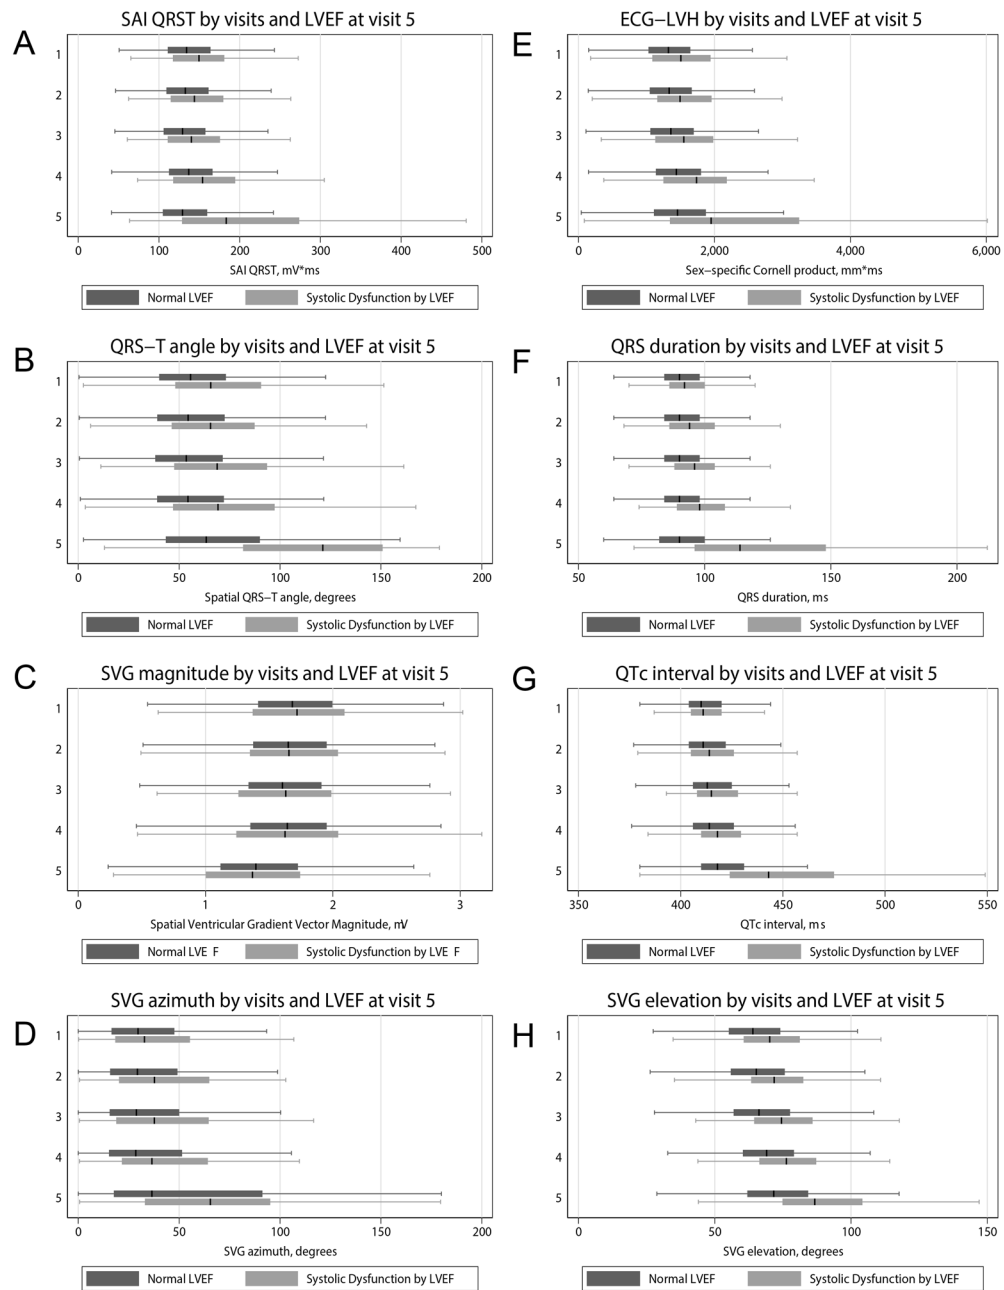 A
SAI QRST by visits and LVEF at visit 5
1
2
3
4
5
0 100 200 300 400 500
SAI QRST, mV*ms
Normal LVEF Systolic Dysfunction by LVEF
B
QRS–T angle by visits and LVEF at visit 5
1
2
3
4
5
0 50 100 150 200
Spatial QRS–T angle, degrees
Normal LVEF Systolic Dysfunction by LVEF
C
SVG magnitude by visits and LVEF at visit 5
1
2
3
4
5
0 1 2 3
Spatial Ventricular Gradient Vector Magnitude, mV
Normal LVE F Systolic Dysfunction by LVE F
D
SVG azimuth by visits and LVEF at visit 5
1
2
3
4
5
0 50 100 150 200
SVG azimuth, degrees
Normal LVEF Systolic Dysfunction by LVEF
E
ECG–LVH by visits and LVEF at visit 5
1
2
3
4
5
0 2,000 4,000 6,000
Sex–specific Cornell product, mm*ms
Normal LVEF Systolic Dysfunction by LVEF
F
QRS duration by visits and LVEF at visit 5
1
2
3
4
5
50 100 150 200
QRS duration, ms
Normal LVEF Systolic Dysfunction by LVEF
G
QTc interval by visits and LVEF at visit 5
1
2
3
4
5
350 400 450 500 550
QTc interval, ms
Normal LVEF Systolic Dysfunction by LVEF
H
SVG elevation by visits and LVEF at visit 5
1
2
3
4
5
0 50 100 150
SVG elevation, degrees
Normal LVEF Systolic Dysfunction by LVEF